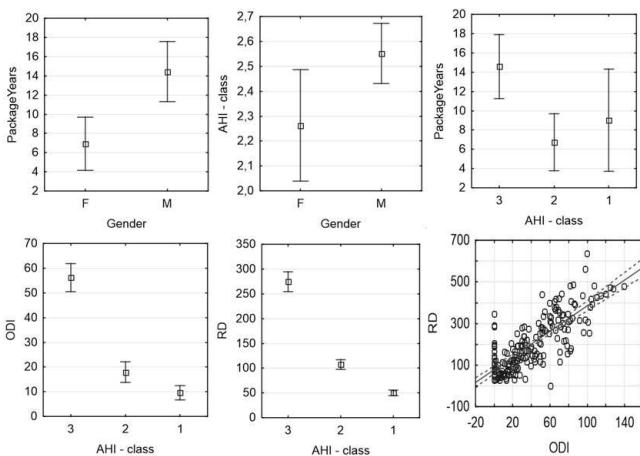 20
18
16
14
12
10
8
6
4
2
PackageYears
F M
Gender
2,7
2,6
2,5
2,4
2,3
2,2
2,1
2,0
AHI - class
F M
Gender
20
18
16
14
12
10
8
6
4
2
PackageYears
3 2 1
AHI - class
70
60
50
40
30
20
10
0
ODI
3 2 1
AHI - class
350
300
250
200
150
100
50
0
RD
3 2 1
AHI - class
700
500
300
100
-100
RD
-20 20 60 100 140
ODI